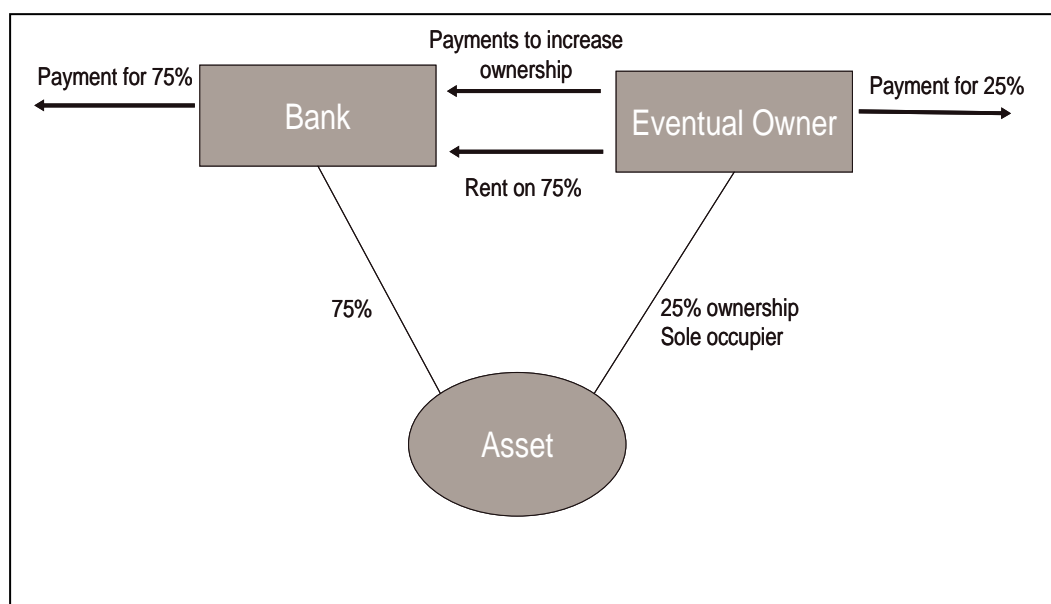 Payments to increase
ownership
Payment for 75%
Payment for 25%
Bank
Eventual Owner
Rent on 75%
75%
25% ownership
Sole occupier
Asset